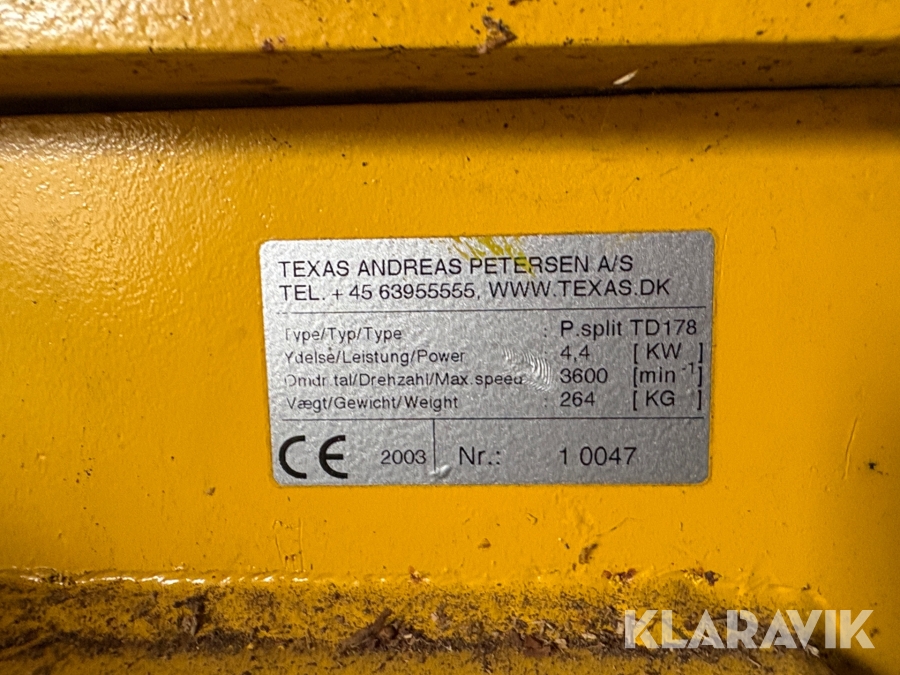 TEXAS ANDREAS PETERSEN A/S
TEL. + 45 63955555, WWW.TEXAS.DK
Type/Typ/Type : P.split TD178
Ydelse/Leistung/Power : 4,4 [ KW ]
Omdr.tal/Drehzahl/Max.speed : 3600 [min⁻¹]
Vægt/Gewicht/Weight : 264 [ KG ]
CE 2003 Nr.: 1 0047
KLARAVIK